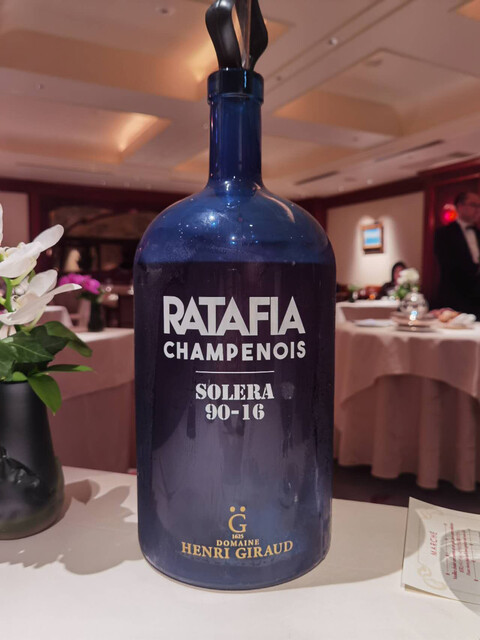 RATAFIA
CHAMPENOIS
SOLERA
90-16
G̈
1625
DOMAINE
HENRI GIRAUD